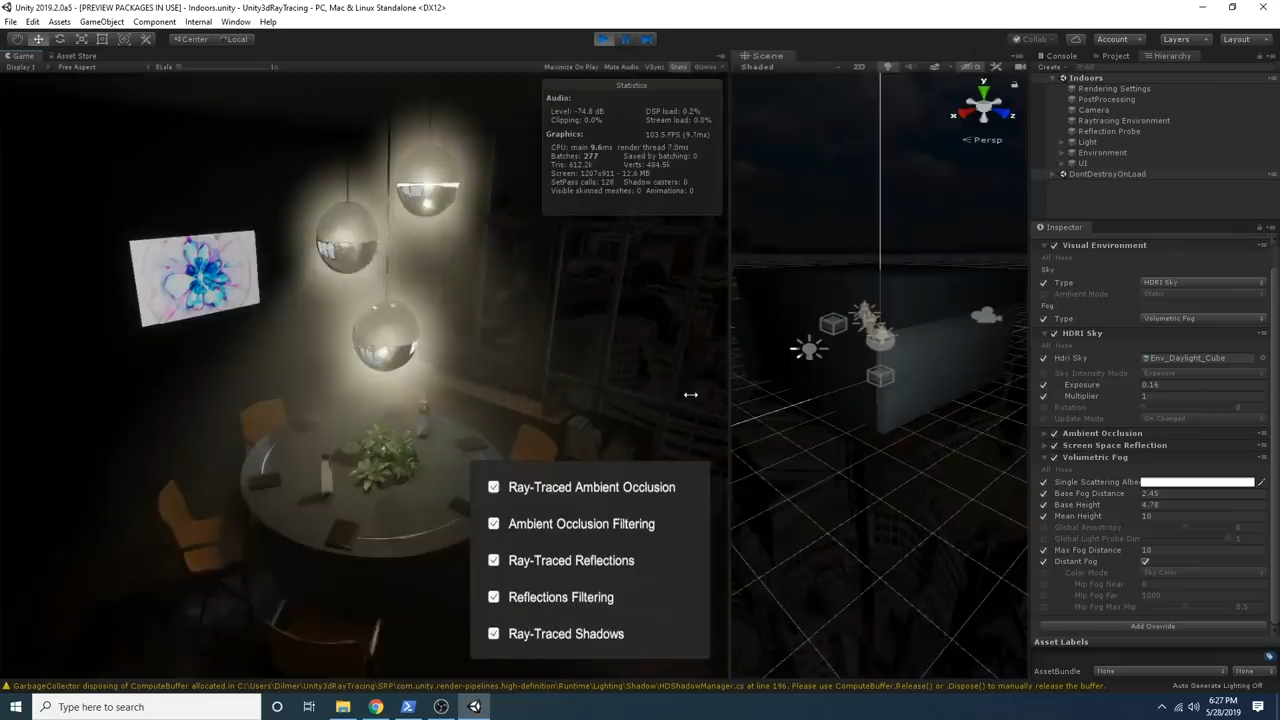 Unity 2019.2.0a5 - [PREVIEW PACKAGES IN USE] - Indoors.unity - Unity3dRayTracing - PC, Mac & Linux Standalone <DX12>
File Edit Assets GameObject Component Internal Window Help
Center Local Collab Account Layers Layout
Game Asset Store Scene Console Project Hierarchy
Display 1 Free Aspect Scale 1x Maximize On Play Mute Audio VSync Stats Gizmos Shaded 2D Create All
Statistics
Audio:
Level: -74.8 dB DSP load: 0.2%
Clipping: 0.0% Stream load: 0.0%
Graphics: 103.5 FPS (9.7ms)
CPU: main 9.6ms render thread 7.0ms
Batches: 277 Saved by batching: 0
Tris: 612.2k Verts: 484.5k
Screen: 1207x911 - 12.6 MB
SetPass calls: 128 Shadow casters: 0
Visible skinned meshes: 0 Animations: 0
y
x z
Persp
Ray-Traced Ambient Occlusion
Ambient Occlusion Filtering
Ray-Traced Reflections
Reflections Filtering
Ray-Traced Shadows
Indoors
Rendering Settings
PostProcessing
Camera
Raytracing Environment
Reflection Probe
Light
Environment
UI
DontDestroyOnLoad
Inspector
Visual Environment
All None
Sky
Type HDRI Sky
Ambient Mode Static
Fog
Type Volumetric Fog
HDRI Sky
All None
Hdri Sky Env_Daylight_Cube
Sky Intensity Mode Exposure
Exposure 0.16
Multiplier 1
Rotation 0
Update Mode On Changed
Ambient Occlusion
Screen Space Reflection
Volumetric Fog
All None
Single Scattering Albe
Base Fog Distance 2.45
Base Height 4.78
Mean Height 10
Global Anisotropy 0
Global Light Probe Dim 1
Max Fog Distance 10
Distant Fog
Color Mode Sky Color
Mip Fog Near 0
Mip Fog Far 1000
Mip Fog Max Mip 0.5
Add Override
Asset Labels
AssetBundle None None
GarbageCollector disposing of ComputeBuffer allocated in C:\Users\Dilmer\Unity3dRayTracing\SRP\com.unity.render-pipelines.high-definition\Runtime\Lighting\Shadow\HDShadowManager.cs at line 196. Please use ComputeBuffer.Release() or .Dispose() to manually release the buffer.
Auto Generate Lighting Off
Type here to search
6:27 PM
5/28/2019